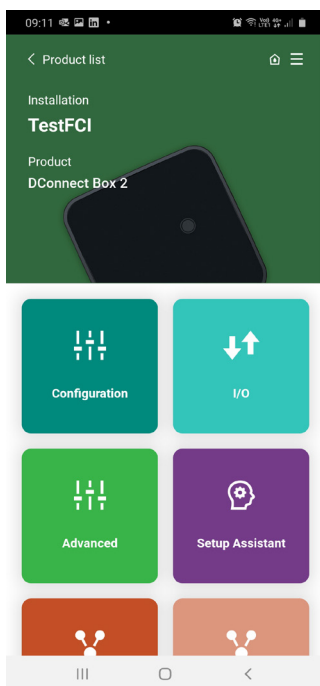 09:11
Product list
Installation
TestFCI
Product
DConnect Box 2
Configuration
I/O
Advanced
Setup Assistant